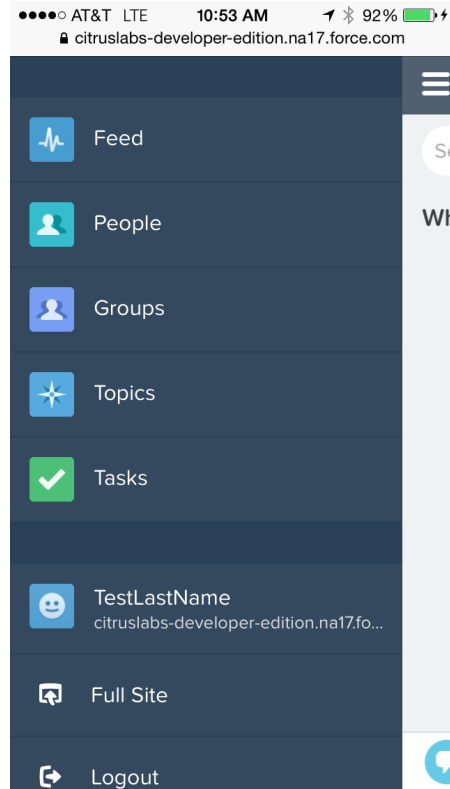 AT&T LTE 10:53 AM 92%
citruslabs-developer-edition.na17.force.com
Feed
People
Groups
Topics
Tasks
TestLastName
citruslabs-developer-edition.na17.fo...
Full Site
Logout